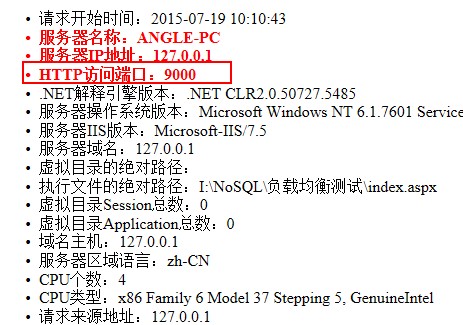 请求开始时间：2015-07-19 10:10:43
服务器名称：ANGLE-PC
服务器IP地址：127.0.0.1
HTTP访问端口：9000
.NET解释引擎版本：.NET CLR2.0.50727.5485
服务器操作系统版本：Microsoft Windows NT 6.1.7601 Service
服务器IIS版本：Microsoft-IIS/7.5
服务器域名：127.0.0.1
虚拟目录的绝对路径：
执行文件的绝对路径：I:\NoSQL\负载均衡测试\index.aspx
虚拟目录Session总数：0
虚拟目录Application总数：0
域名主机：127.0.0.1
服务器区域语言：zh-CN
CPU个数：4
CPU类型：x86 Family 6 Model 37 Stepping 5, GenuineIntel
请求来源地址：127.0.0.1